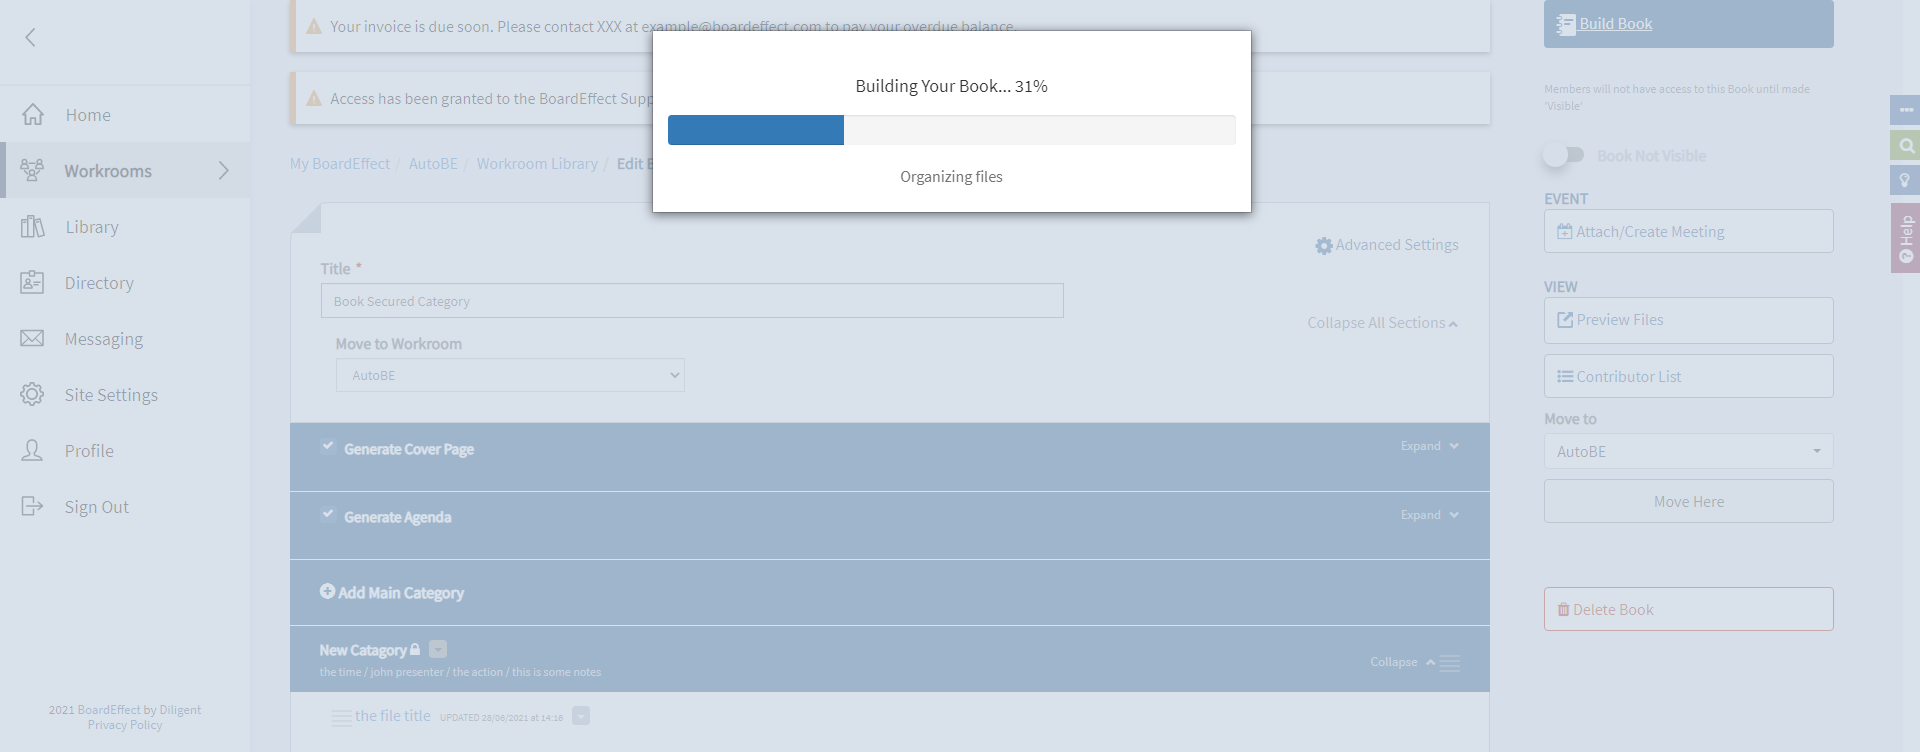 Home
Workrooms
Library
Directory
Messaging
Site Settings
Profile
Sign Out
2021 BoardEffect by Diligent
Privacy Policy
Your invoice is due soon. Please contact XXX at example@boardeffect.com to pay your overdue balance.
Access has been granted to the BoardEffect Supp
Building Your Book... 31%
Organizing files
My BoardEffect / AutoBE / Workroom Library / Edit
Advanced Settings
Title *
Book Secured Category
Collapse All Sections
Move to Workroom
AutoBE
Generate Cover Page
Expand
Generate Agenda
Expand
Add Main Category
New Catagory
the time / john presenter / the action / this is some notes
Collapse
the file title UPDATED 28/06/2021 at 14:16
Build Book
Members will not have access to this Book until made
'Visible'
Book Not Visible
EVENT
Attach/Create Meeting
VIEW
Preview Files
Contributor List
Move to
AutoBE
Move Here
Delete Book
Help